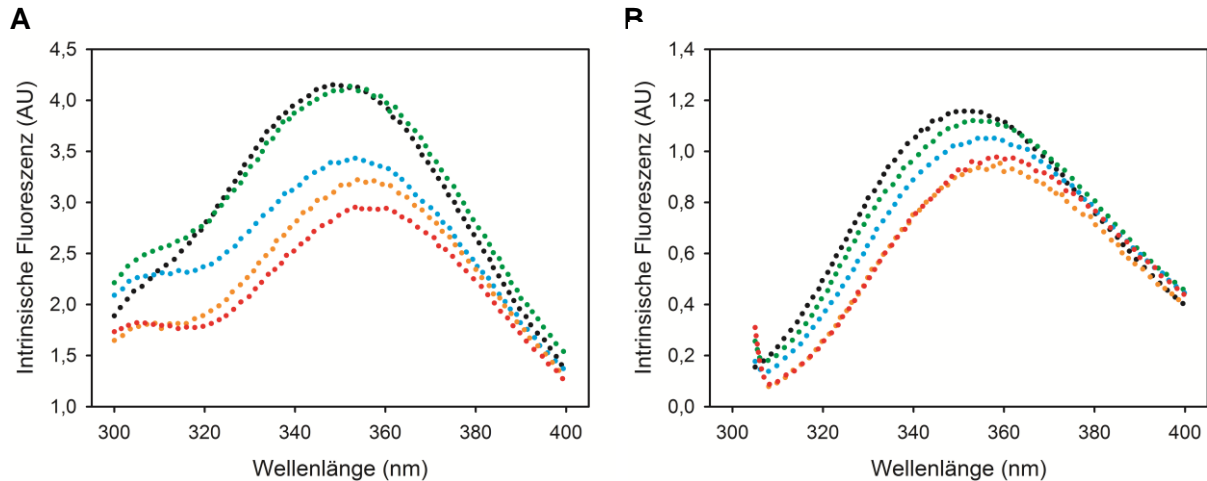 A
4,5
4,0
3,5
3,0
2,5
2,0
1,5
1,0
Intrinsische Fluoreszenz (AU)
300 320 340 360 380 400
Wellenlänge (nm)
B
1,4
1,2
1,0
0,8
0,6
0,4
0,2
0,0
Intrinsische Fluoreszenz (AU)
300 320 340 360 380 400
Wellenlänge (nm)